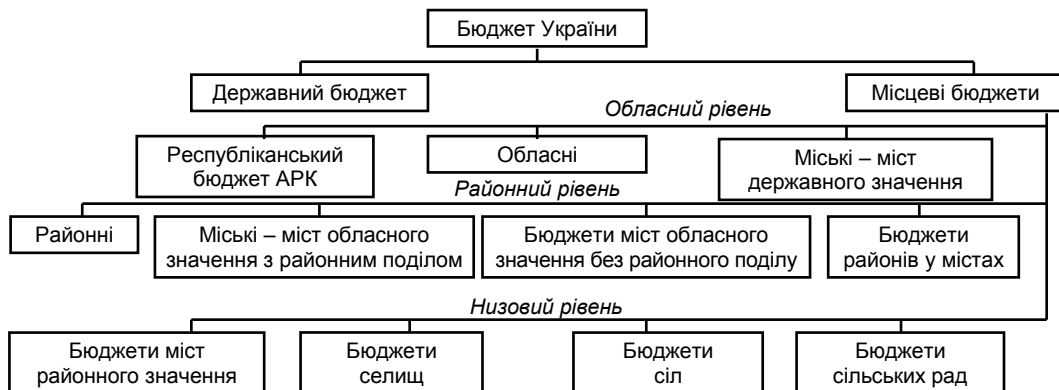 Бюджет України
Державний бюджет
Місцеві бюджети
Обласний рівень
Республіканський
бюджет АРК
Обласні
Міські – міст
державного значення
Районний рівень
Районні
Міські – міст обласного
значення з районним поділом
Бюджети міст обласного
значення без районного поділу
Бюджети
районів у містах
Низовий рівень
Бюджети міст
районного значення
Бюджети
селищ
Бюджети
сіл
Бюджети
сільських рад